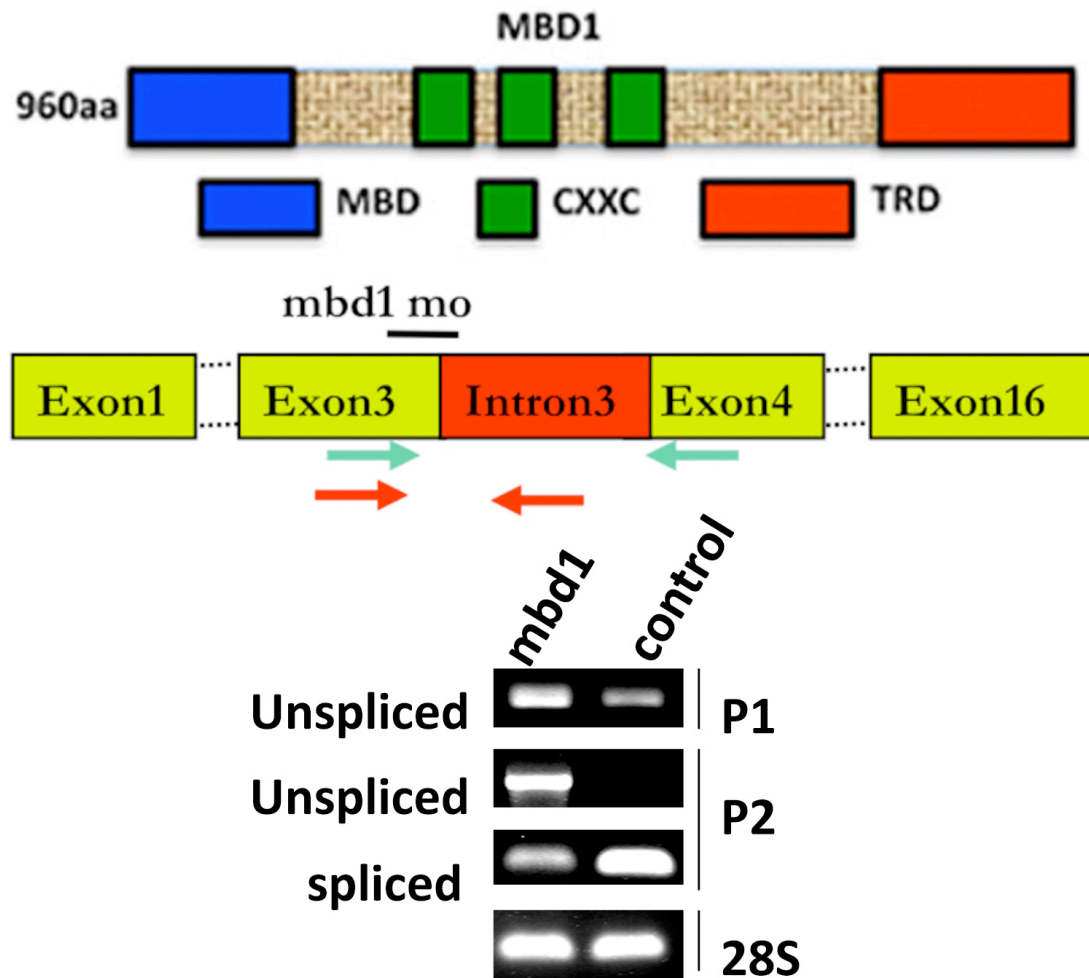 MBD1
960aa
MBD CXXC TRD
mbd1 mo
Exon1 Exon3 Intron3 Exon4 Exon16
mbd1 control
Unspliced P1
Unspliced
P2
spliced
28S